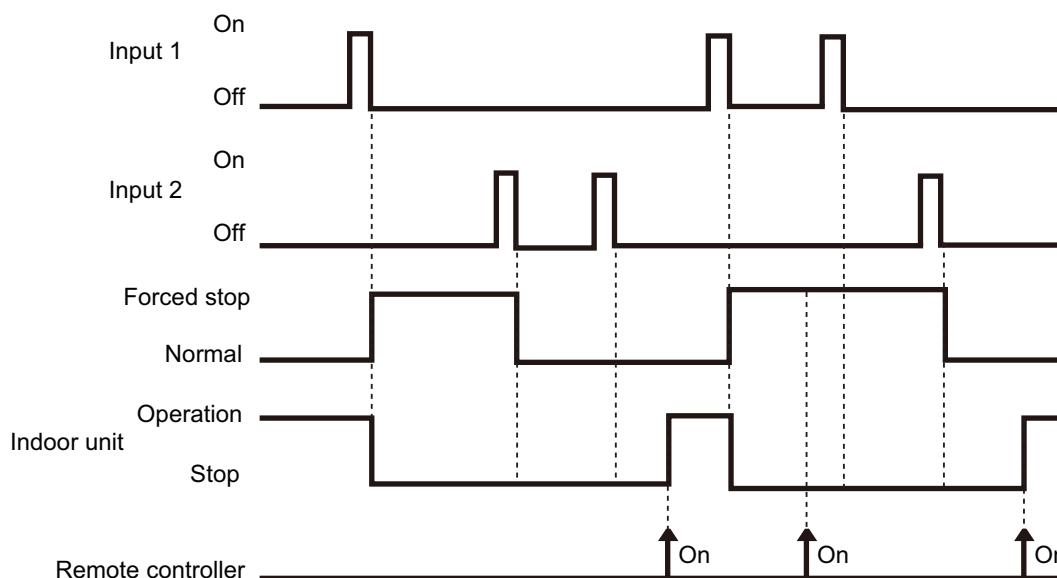 On
Input 1
Off
On
Input 2
Off
Forced stop
Normal
Operation
Indoor unit
Stop
On
On
On
Remote controller